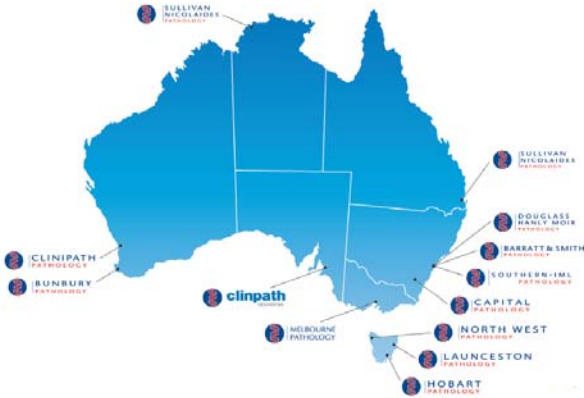 SULLIVAN
NICOLAIDES
PATHOLOGY
SULLIVAN
NICOLAIDES
PATHOLOGY
DOUGLASS
HANLY MOIR
PATHOLOGY
BARRATT & SMITH
PATHOLOGY
SOUTHERN-IML
PATHOLOGY
CLINIPATH
PATHOLOGY
BUNBURY
PATHOLOGY
clinpath
CAPITAL
PATHOLOGY
MELBOURNE
PATHOLOGY
NORTH WEST
PATHOLOGY
LAUNCESTON
PATHOLOGY
HOBART
PATHOLOGY